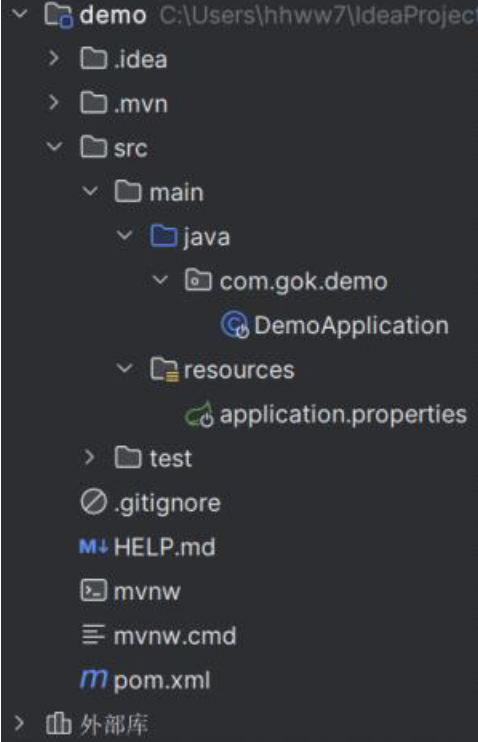 demo C:\Users\hhww7\IdeaProject
.idea
.mvn
src
main
java
com.gok.demo
DemoApplication
resources
application.properties
test
.gitignore
M↓ HELP.md
mvnw
mvnw.cmd
m pom.xml
外部库